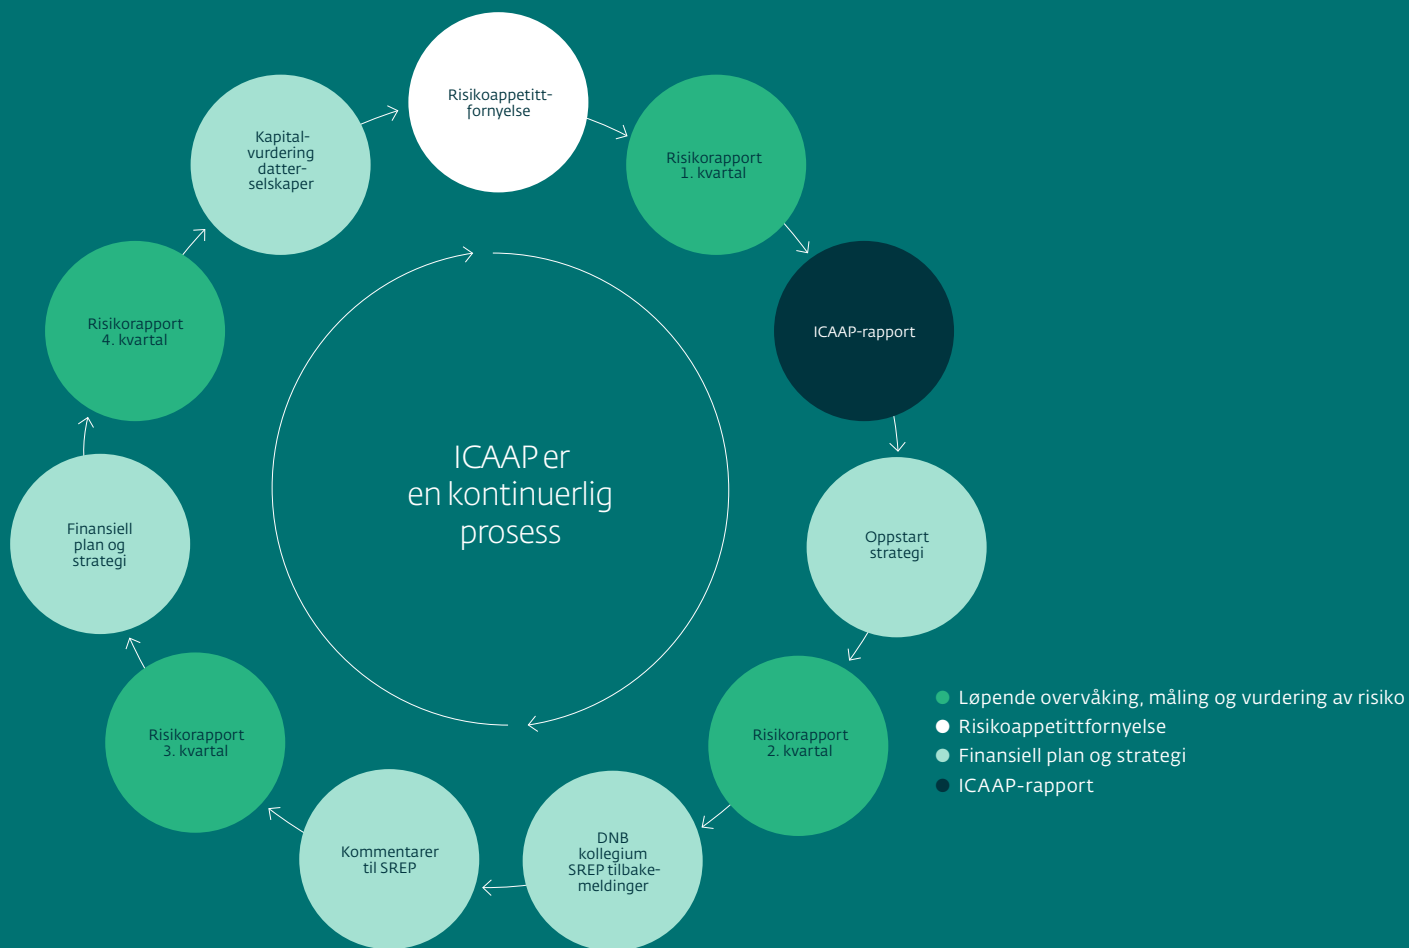 Risikoappetitt-
fornyelse
Risikorapport
1. kvartal
ICAAP-rapport
Oppstart
strategi
Risikorapport
2. kvartal
DNB
kollegium
SREP tilbake-
meldinger
Kommentarer
til SREP
Risikorapport
3. kvartal
Finansiell
plan og
strategi
Risikorapport
4. kvartal
Kapital-
vurdering
datter-
selskaper
ICAAP er
en kontinuerlig
prosess
Løpende overvåking, måling og vurdering av risiko
Risikoappetittfornyelse
Finansiell plan og strategi
ICAAP-rapport